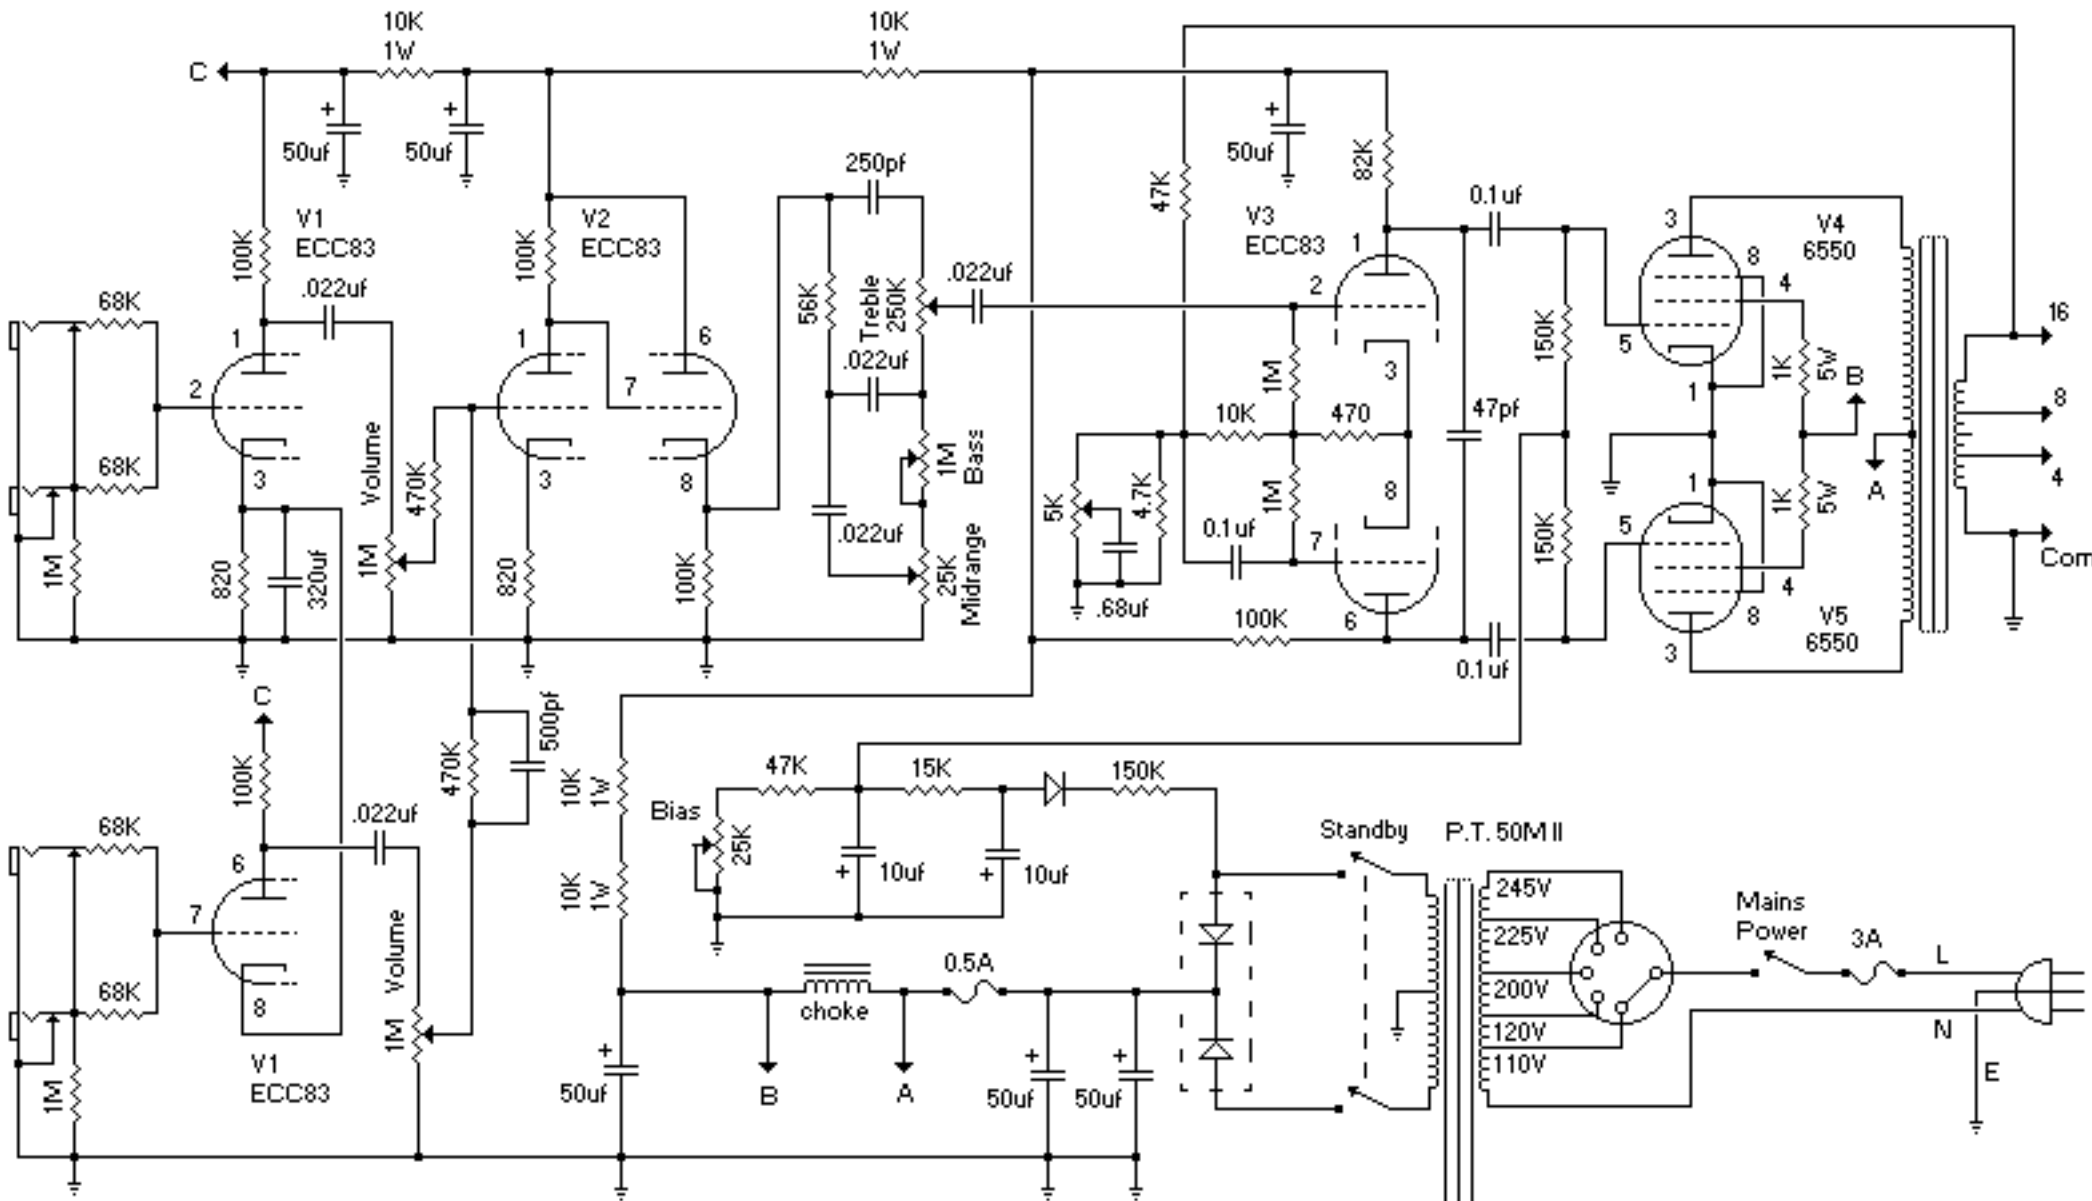 10K
1W
10K
1W
C
50uf
50uf
50uf
250pf
82K
47K
0.1uf
V1
ECC83
V2
ECC83
V3
ECC83
V4
6550
100K
100K
.022uf
68K
56K
Treble
250K
.022uf
1
2
3
8
4
16
150K
5
1
1
6
2
7
.022uf
1M
3
1K
5W
B
8
68K
3
8
Volume
470K
1M
Bass
10K
470
47pf
1
A
4
1M
8
1
1K
5W
5
1M
820
320uf
1M
820
100K
.022uf
25K
Midrange
5K
4.7K
0.1uf
7
150K
4
8
Com
.68uf
100K
6
0.1uf
V5
6550
3
C
100K
470K
500pf
10K
1W
47K
15K
150K
Bias
25K
10uf
10uf
Standby
P.T. 50M II
68K
.022uf
6
7
10K
1W
245V
225V
200V
120V
110V
Mains
Power
3A
L
N
E
68K
8
Volume
1M
1M
V1
ECC83
choke
0.5A
50uf
B
A
50uf
50uf